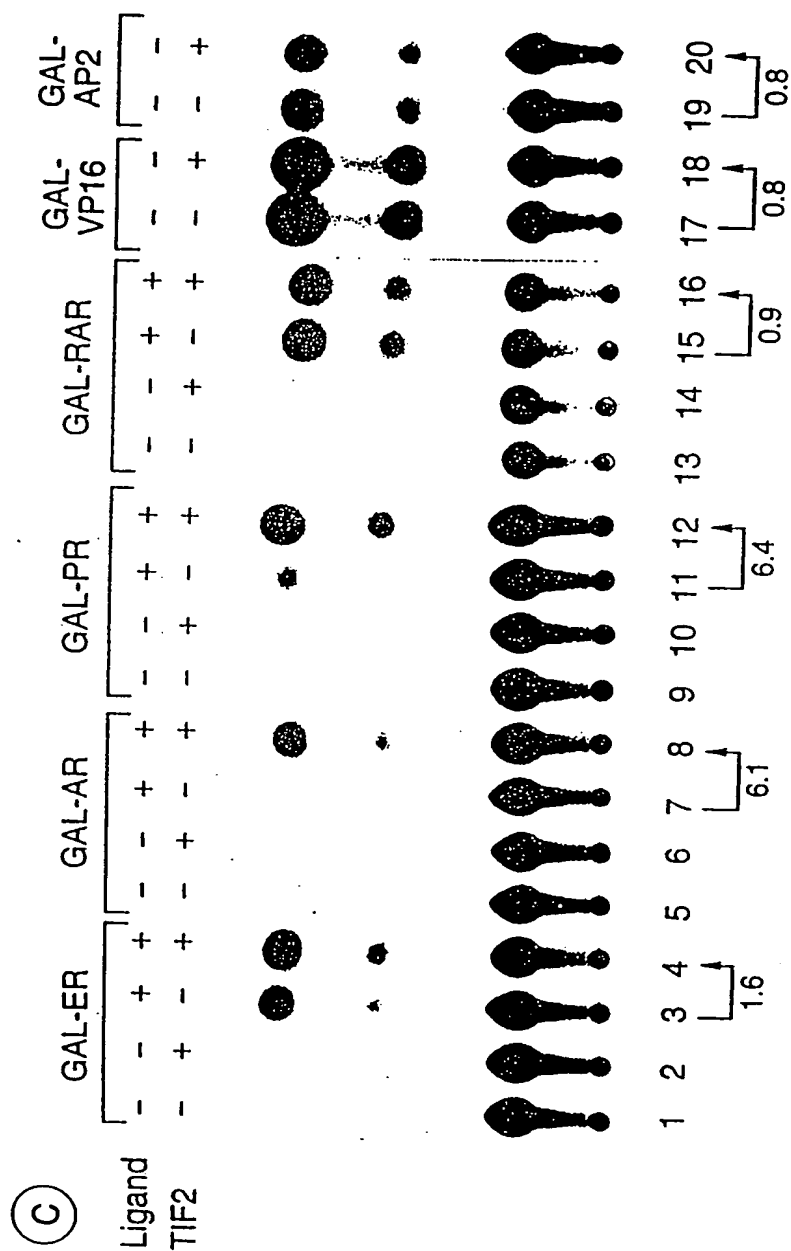 C
GAL-ER GAL-AR GAL-PR GAL-RAR GAL-VP16 GAL-AP2
Ligand − − + + − − + + − − + + − − + + − − − −
TIF2 − + − + − + − + − + − + − + − + − + − +
1 2 3 4 5 6 7 8 9 10 11 12 13 14 15 16 17 18 19 20
1.6 6.1 6.4 0.9 0.8 0.8